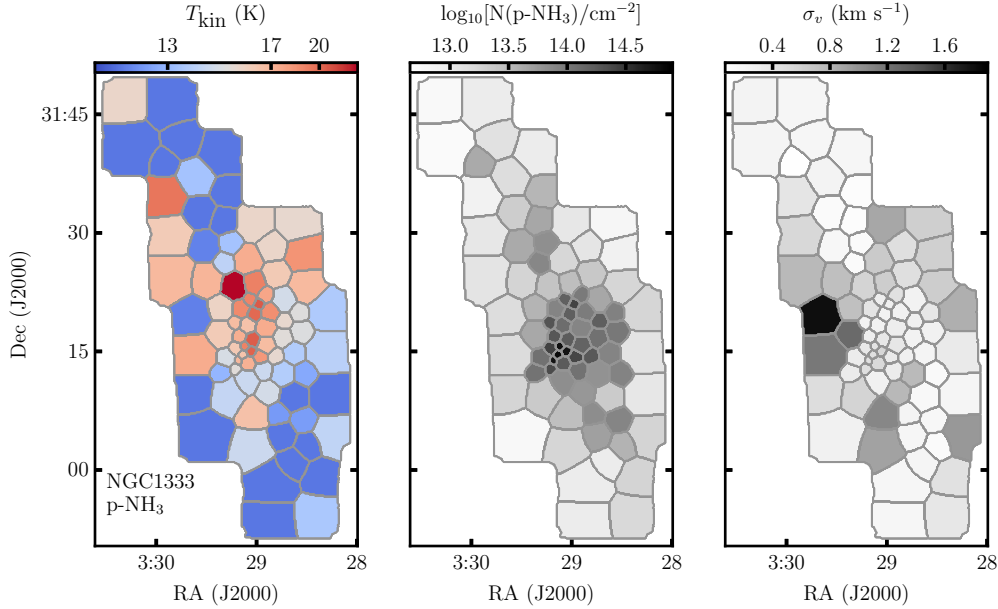 T_kin (K)
13 17 20
log₁₀[N(p-NH₃)/cm⁻²]
13.0 13.5 14.0 14.5
σᵥ (km s⁻¹)
0.4 0.8 1.2 1.6
Dec (J2000)
31:45
30
15
00
NGC1333
p-NH₃
3:30 29 28
RA (J2000)
3:30 29 28
RA (J2000)
3:30 29 28
RA (J2000)